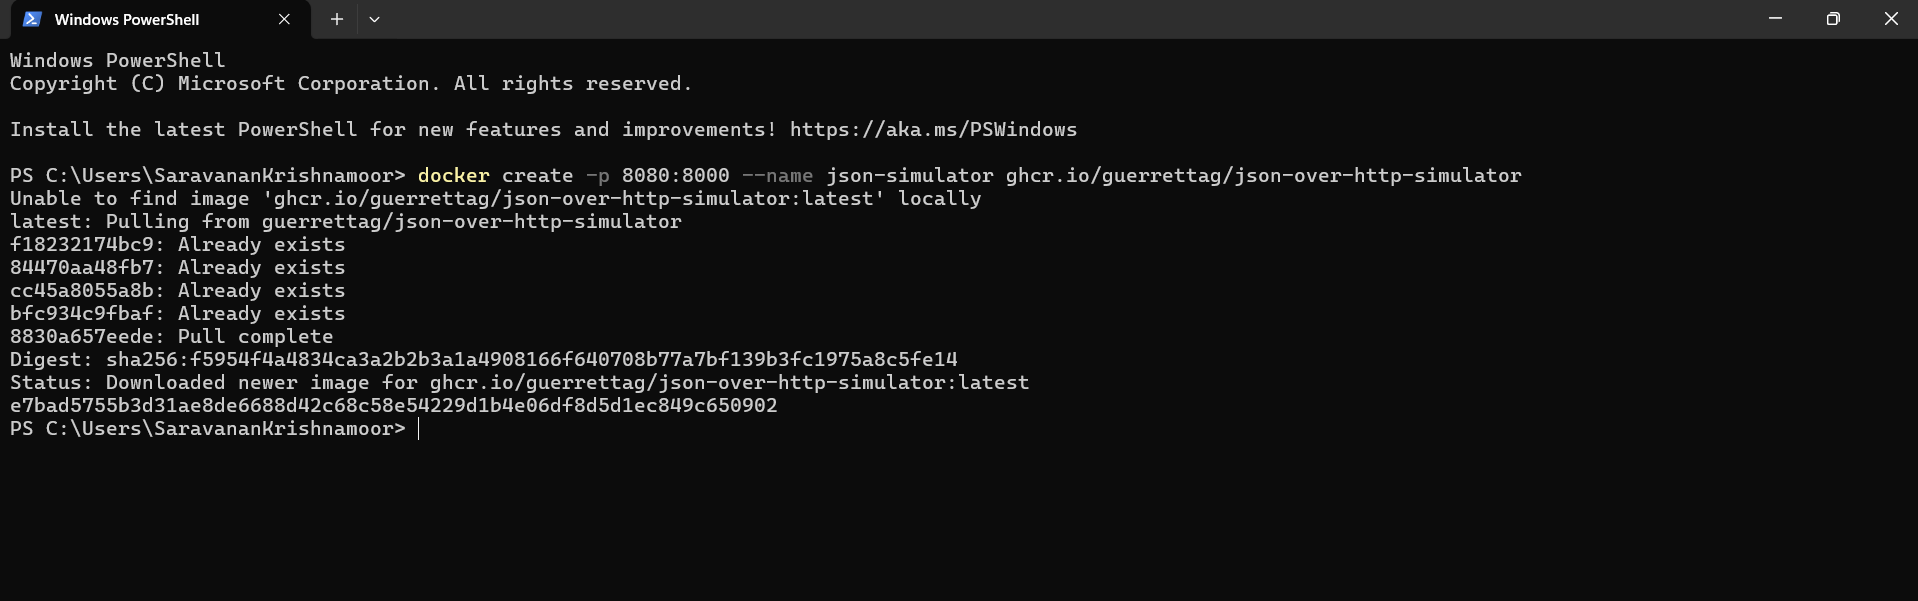 Windows PowerShell
Windows PowerShell
Copyright (C) Microsoft Corporation. All rights reserved.
Install the latest PowerShell for new features and improvements! https://aka.ms/PSWindows
PS C:\Users\SaravananKrishnamoor> docker create -p 8080:8000 --name json-simulator ghcr.io/guerrettag/json-over-http-simulator
Unable to find image 'ghcr.io/guerrettag/json-over-http-simulator:latest' locally
latest: Pulling from guerrettag/json-over-http-simulator
f18232174bc9: Already exists
84470aa48fb7: Already exists
cc45a8055a8b: Already exists
bfc934c9fbaf: Already exists
8830a657eede: Pull complete
Digest: sha256:f5954f4a4834ca3a2b2b3a1a4908166f640708b77a7bf139b3fc1975a8c5fe14
Status: Downloaded newer image for ghcr.io/guerrettag/json-over-http-simulator:latest
e7bad5755b3d31ae8de6688d42c68c58e54229d1b4e06df8d5d1ec849c650902
PS C:\Users\SaravananKrishnamoor>